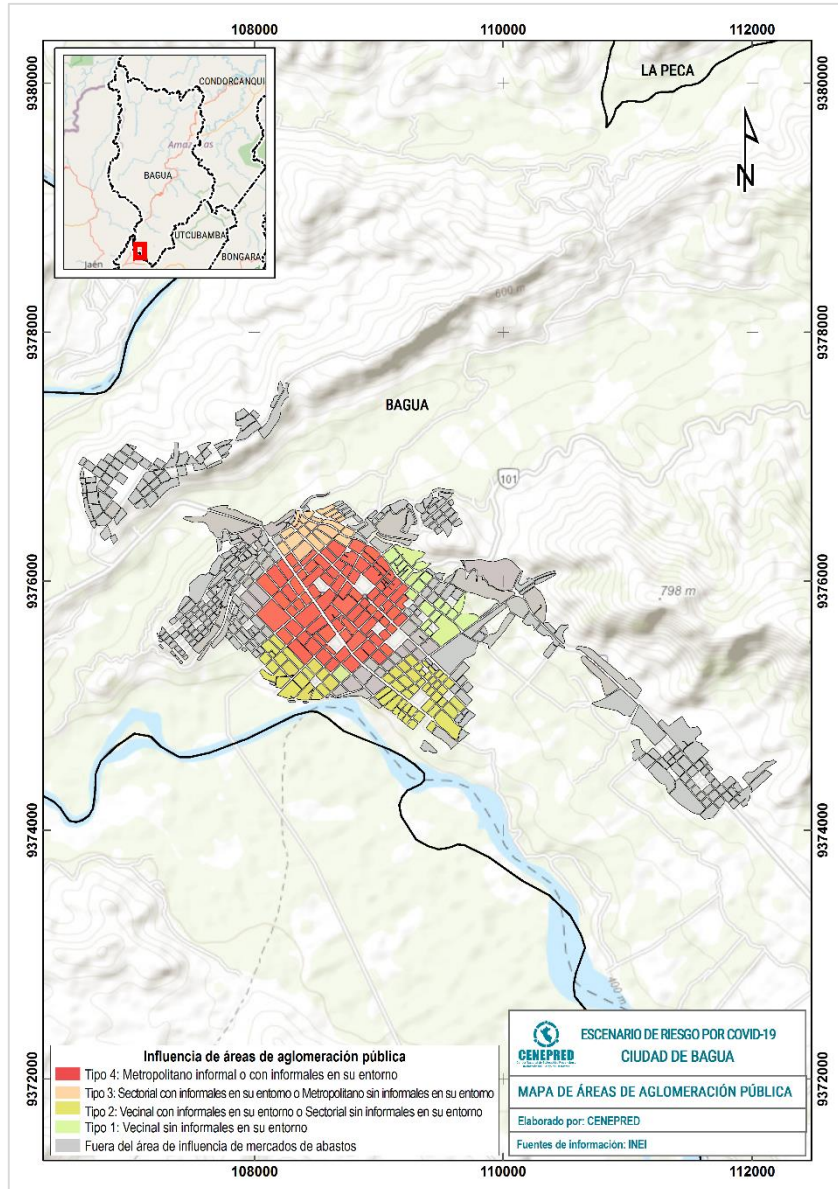 108000
110000
112000
9380000
9380000
CONDORCANQUI
Amazonas
BAGUA
UTCUBAMBA
BONGARA
Jaén
LA PECA
N
600 m
9378000
9378000
BAGUA
101
9376000
9376000
798 m
9374000
9374000
400 m
9372000
9372000
Influencia de áreas de aglomeración pública
Tipo 4: Metropolitano informal o con informales en su entorno
Tipo 3: Sectorial con informales en su entorno o Metropolitano sin informales en su entorno
Tipo 2: Vecinal con informales en su entorno o Sectorial sin informales en su entorno
Tipo 1: Vecinal sin informales en su entorno
Fuera del área de influencia de mercados de abastos
CENEPRED
ESCENARIO DE RIESGO POR COVID-19
CIUDAD DE BAGUA
MAPA DE ÁREAS DE AGLOMERACIÓN PÚBLICA
Elaborado por: CENEPRED
Fuentes de información: INEI
108000
110000
112000